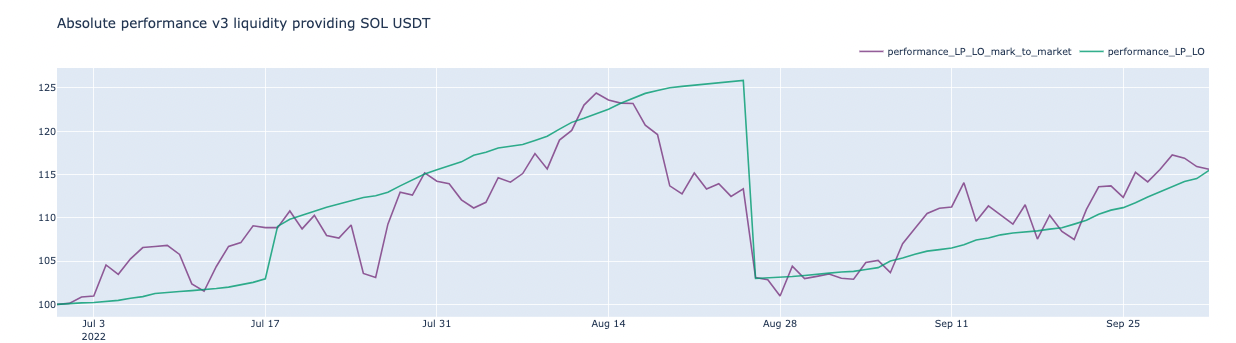 Absolute performance v3 liquidity providing SOL USDT
performance_LP_LO_mark_to_market performance_LP_LO
125
120
115
110
105
100
Jul 3 Jul 17 Jul 31 Aug 14 Aug 28 Sep 11 Sep 25
2022